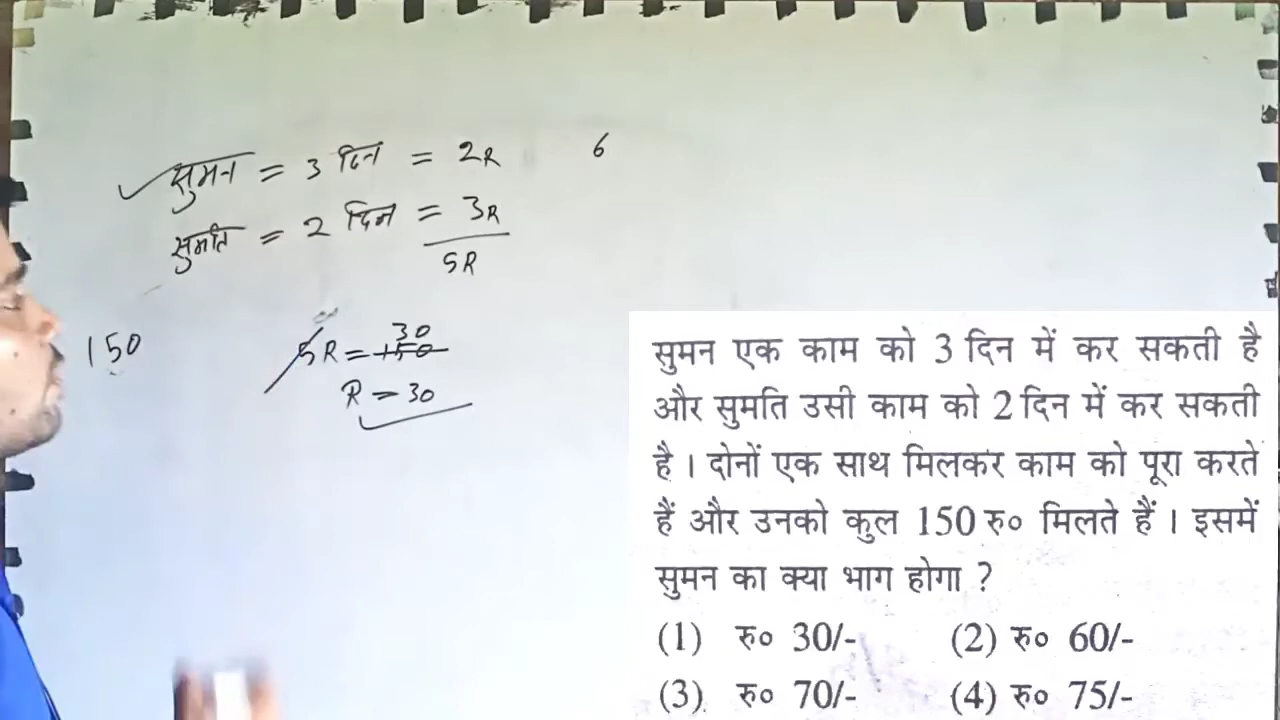 सुमन = 3 दिन = 2R 6
सुमति = 2 दिन = 3R
5R
150
5R = 150 30
R = 30
सुमन एक काम को 3 दिन में कर सकती है
और सुमति उसी काम को 2 दिन में कर सकती
है । दोनों एक साथ मिलकर काम को पूरा करते
हैं और उनको कुल 150 रु० मिलते हैं । इसमें
सुमन का क्या भाग होगा ?
(1) रु० 30/- (2) रु० 60/-
(3) रु० 70/- (4) रु० 75/-